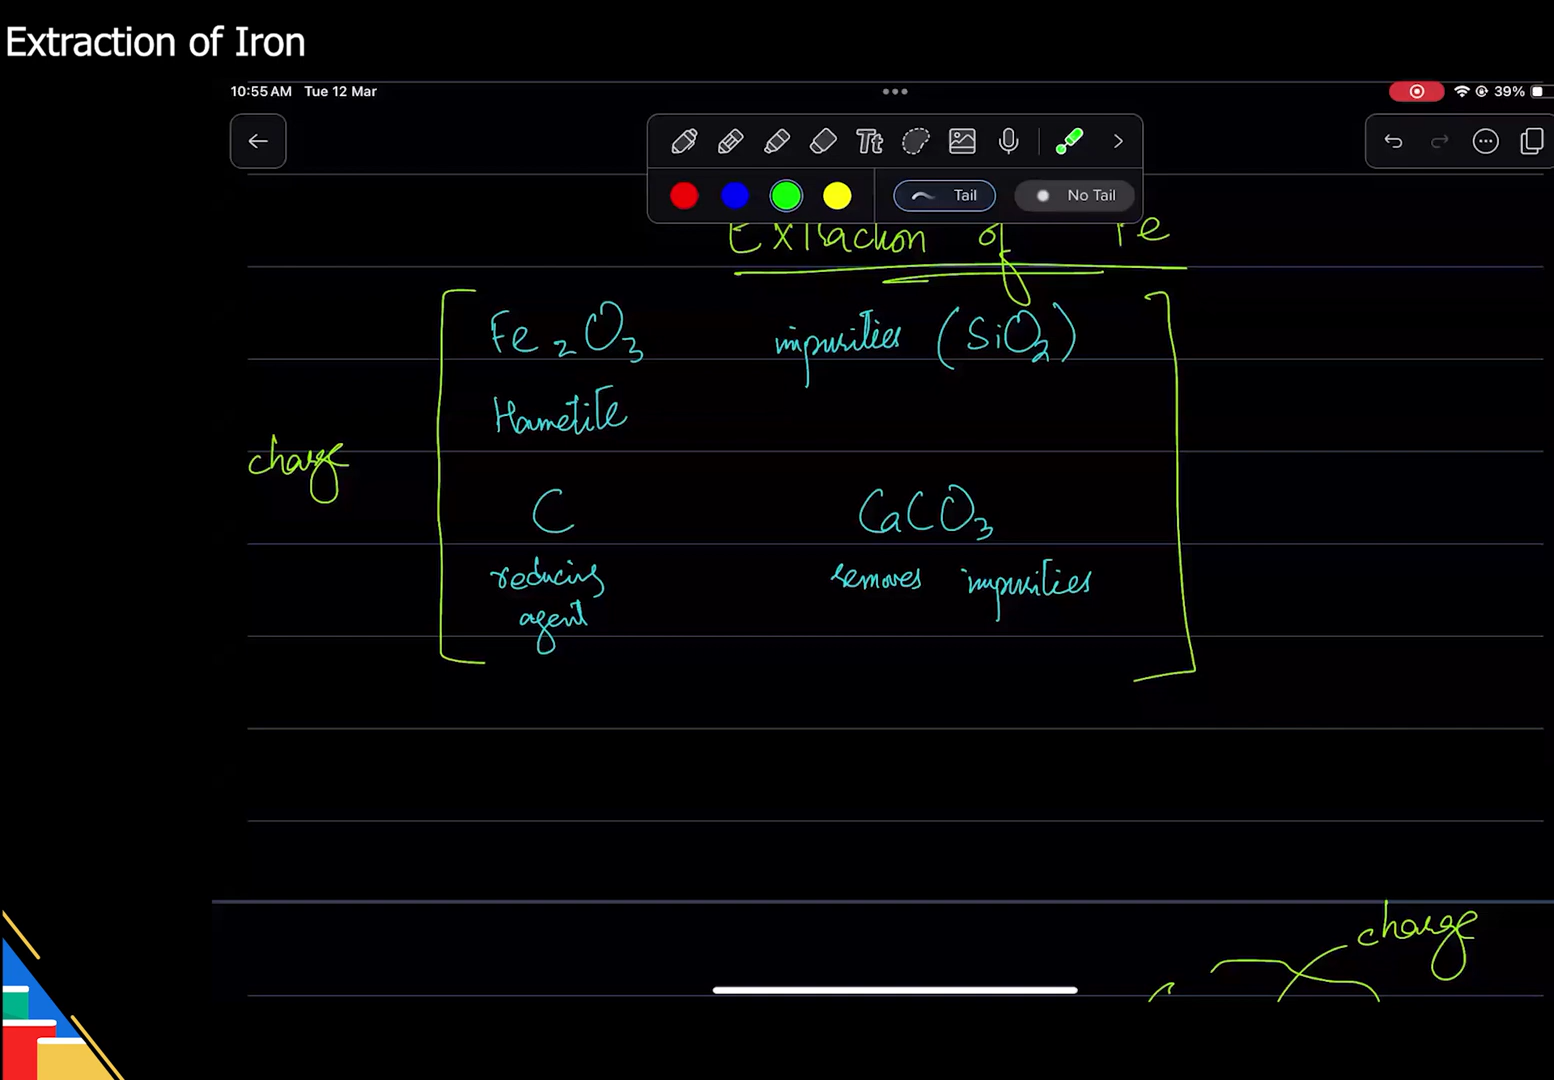 Extraction of Iron
10:55 AM Tue 12 Mar
39%
Tt
Tail No Tail
Extraction of Fe
Fe2O3 impurities (SiO2)
Hametite
charge
C CaCO3
reducing removes impurities
agent
charge